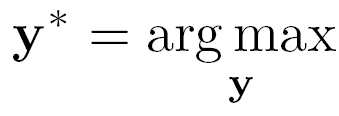 y* = arg max
y